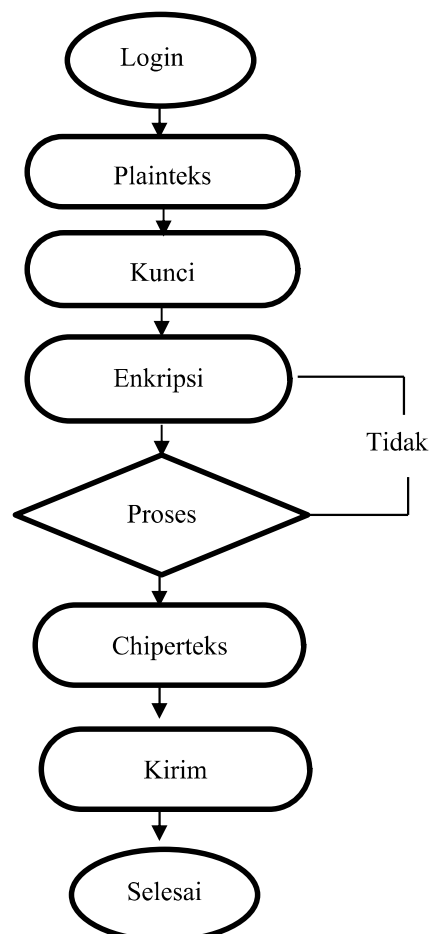 Login
Plainteks
Kunci
Enkripsi
Tidak
Proses
Chiperteks
Kirim
Selesai